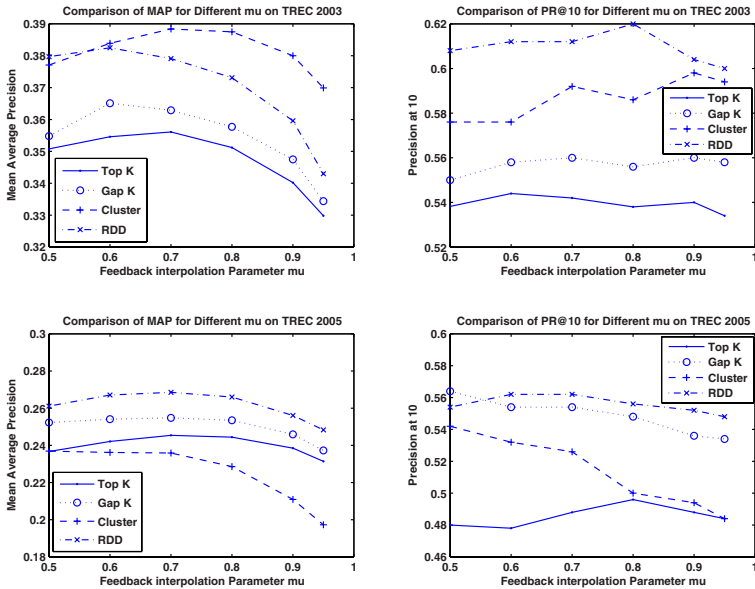 Comparison of MAP for Different mu on TREC 2003
0.39
0.38
0.37
0.36
0.35
0.34
0.33
0.32
Mean Average Precision
Top K
Gap K
Cluster
RDD
0.5 0.6 0.7 0.8 0.9 1
Feedback interpolation Parameter mu
Comparison of PR@10 for Different mu on TREC 2003
0.62
0.6
0.58
0.56
0.54
0.52
Precision at 10
Top K
Gap K
Cluster
RDD
0.5 0.6 0.7 0.8 0.9 1
Feedback interpolation Parameter mu
Comparison of MAP for Different mu on TREC 2005
0.3
0.28
0.26
0.24
0.22
0.2
0.18
Mean Average Precision
Top K
Gap K
Cluster
RDD
0.5 0.6 0.7 0.8 0.9 1
Feedback interpolation Parameter mu
Comparison of PR@10 for Different mu on TREC 2005
0.6
0.58
0.56
0.54
0.52
0.5
0.48
0.46
Precision at 10
Top K
Gap K
Cluster
RDD
0.5 0.6 0.7 0.8 0.9 1
Feedback interpolation Parameter mu